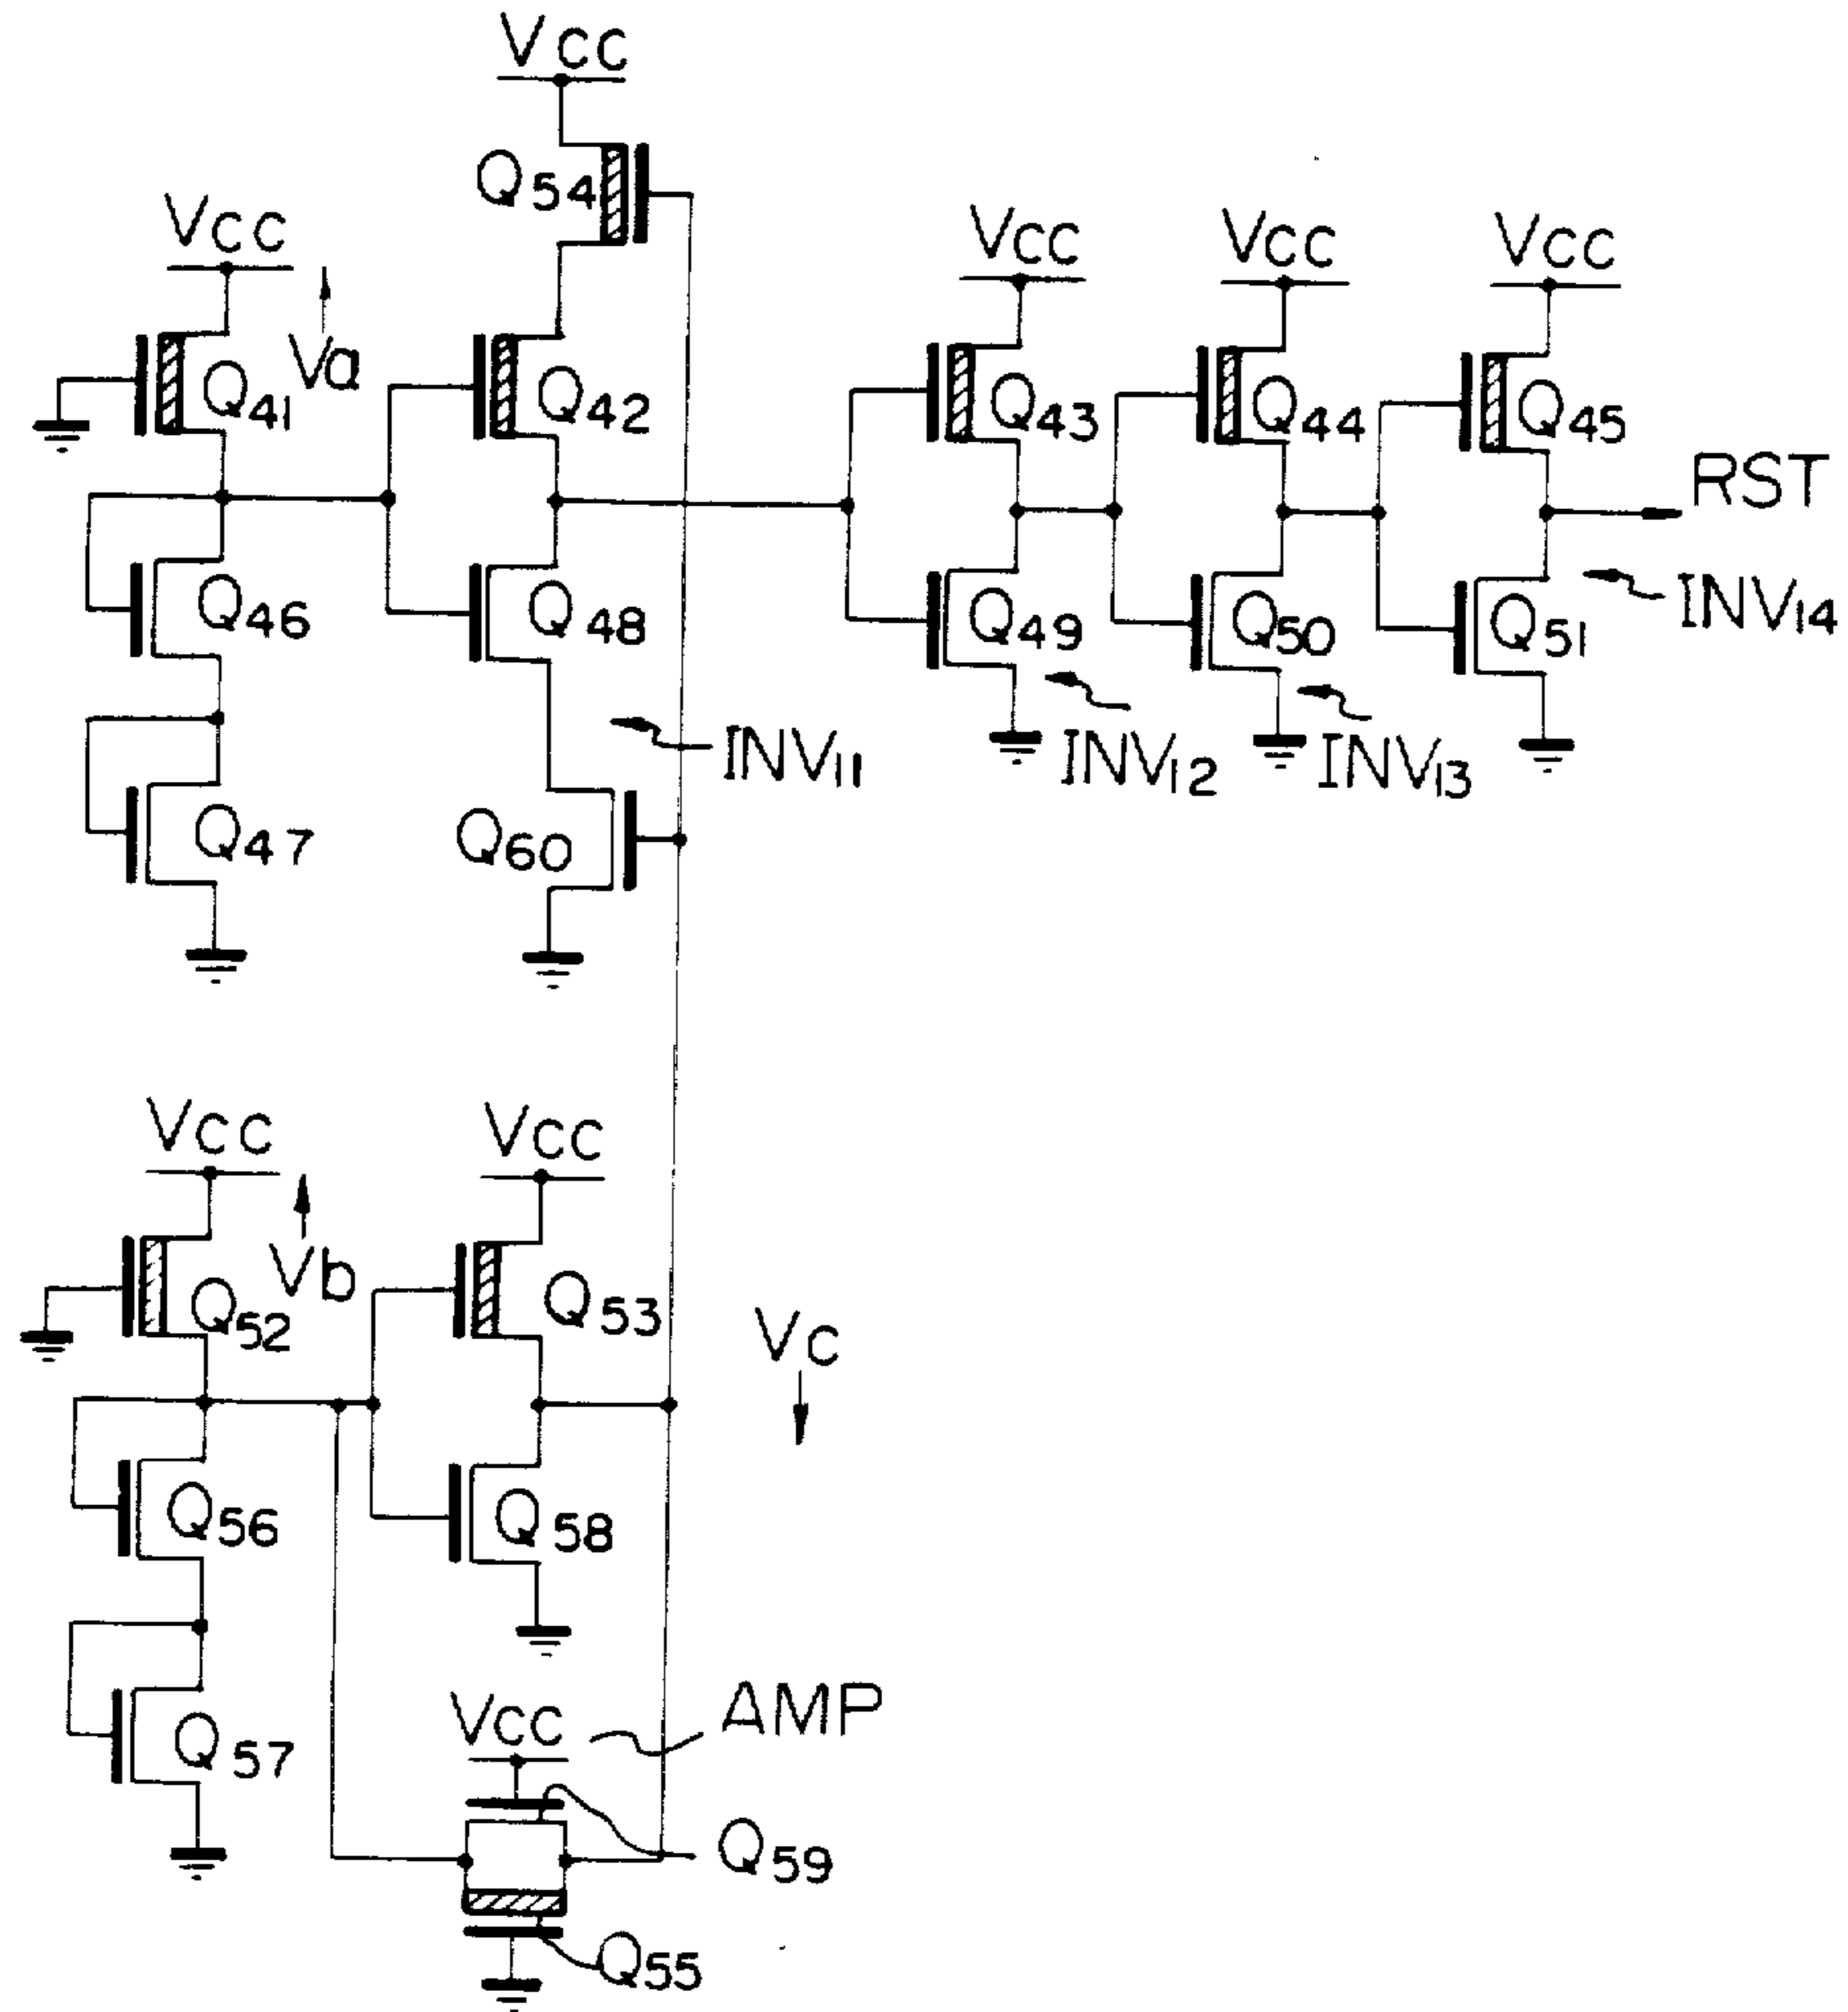 Vcc
Q54
Vcc
Va
Q41
Q42
Vcc
Vcc
Vcc
Q43
Q44
Q45
RST
Q46
Q48
Q49
Q50
Q51
INV14
INV11
INV12
INV13
Q47
Q60
Vcc
Vcc
Vb
Q52
Q53
Vc
Q56
Q58
Q57
Vcc
AMP
Q59
Q55